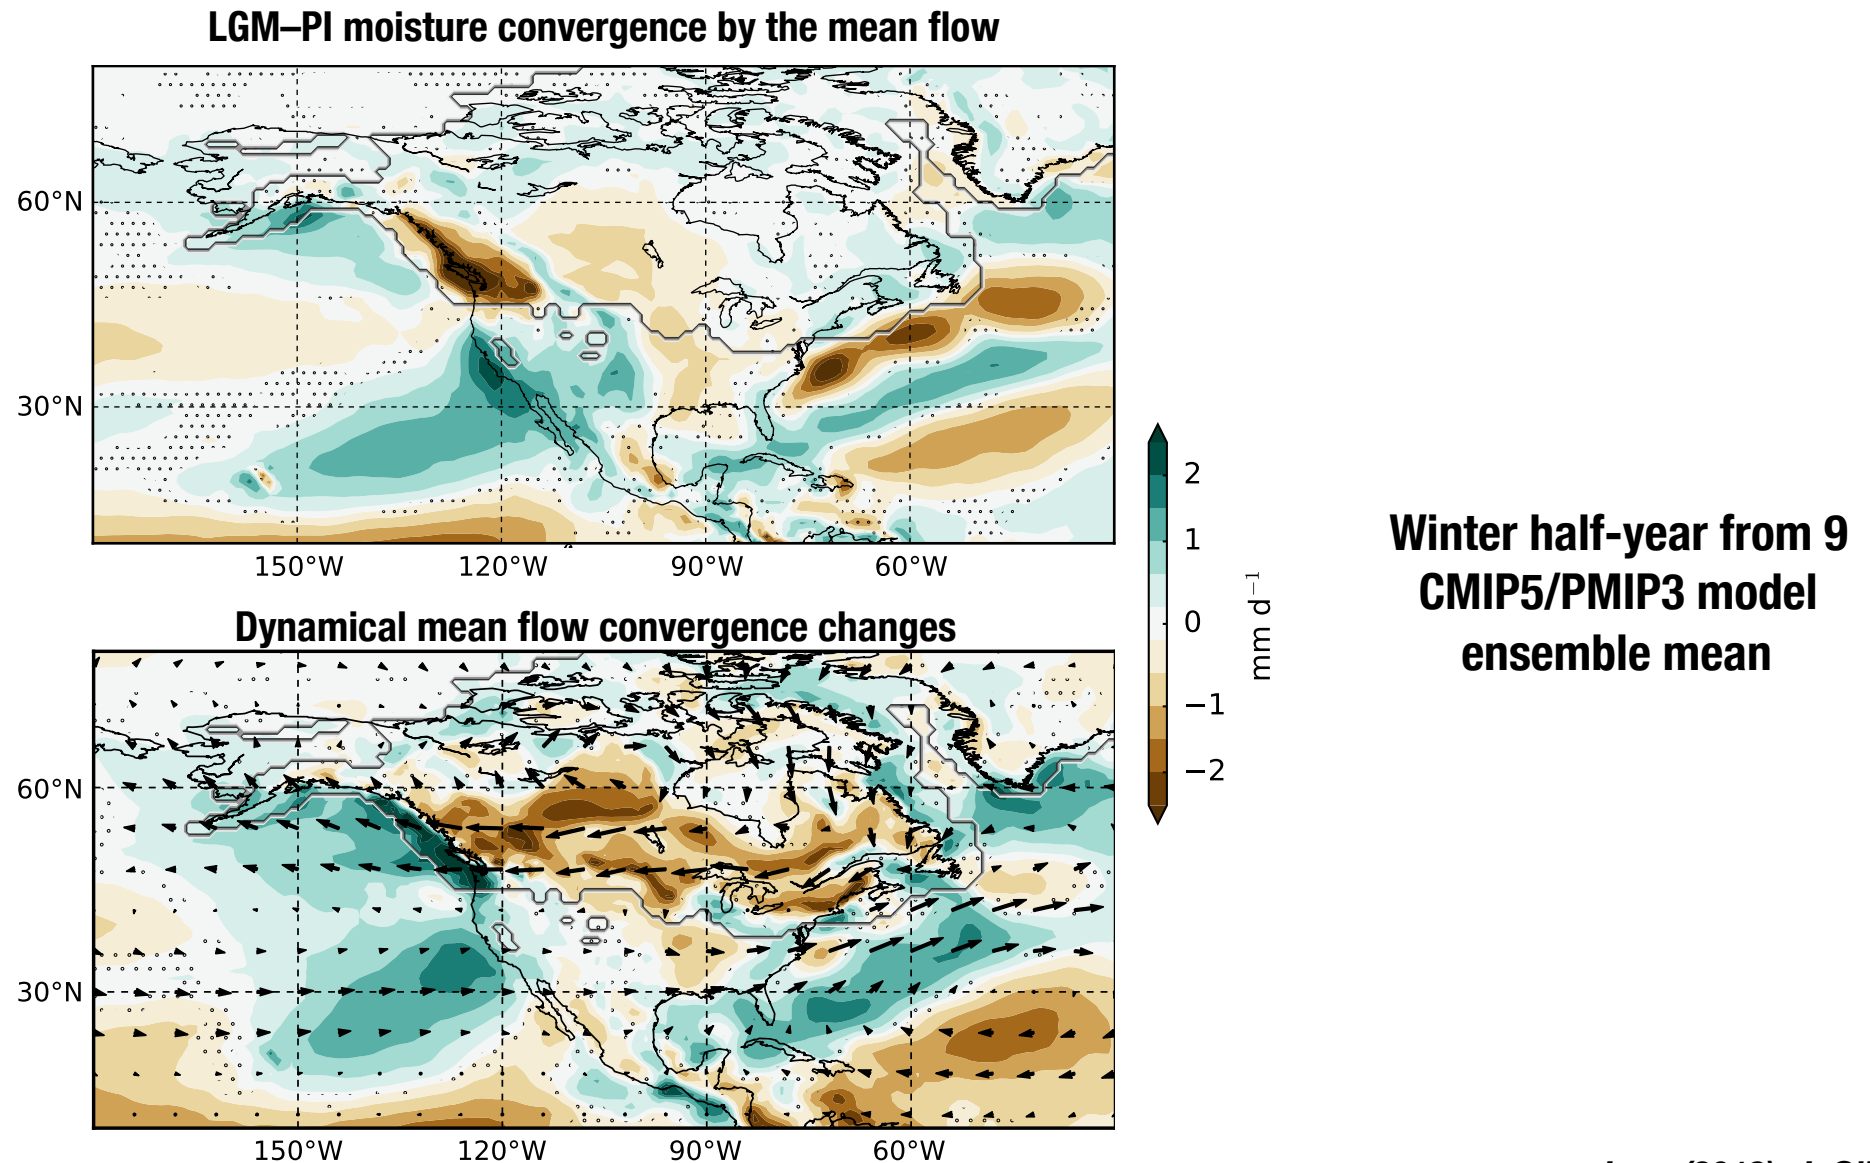 LGM–PI moisture convergence by the mean flow
60°N
30°N
150°W 120°W 90°W 60°W
Dynamical mean flow convergence changes
60°N
30°N
150°W 120°W 90°W 60°W
2
1
0
−1
−2
mm d⁻¹
Winter half-year from 9
CMIP5/PMIP3 model
ensemble mean